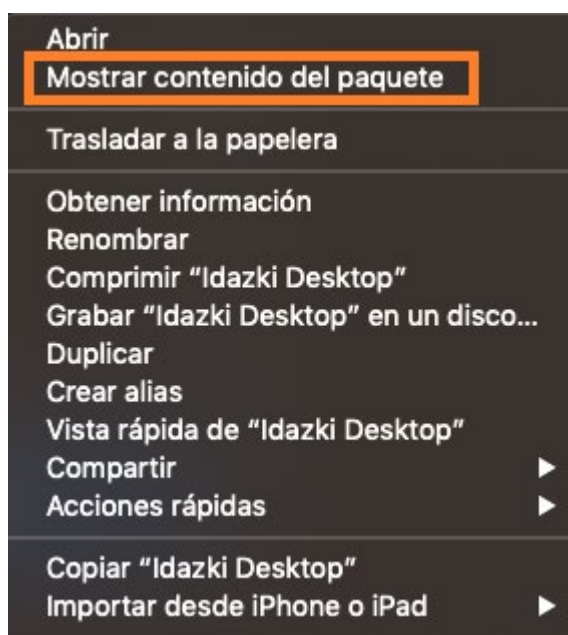 Abrir
Mostrar contenido del paquete
Trasladar a la papelera
Obtener información
Renombrar
Comprimir “Idazki Desktop”
Grabar “Idazki Desktop” en un disco...
Duplicar
Crear alias
Vista rápida de “Idazki Desktop”
Compartir
Acciones rápidas
Copiar “Idazki Desktop”
Importar desde iPhone o iPad